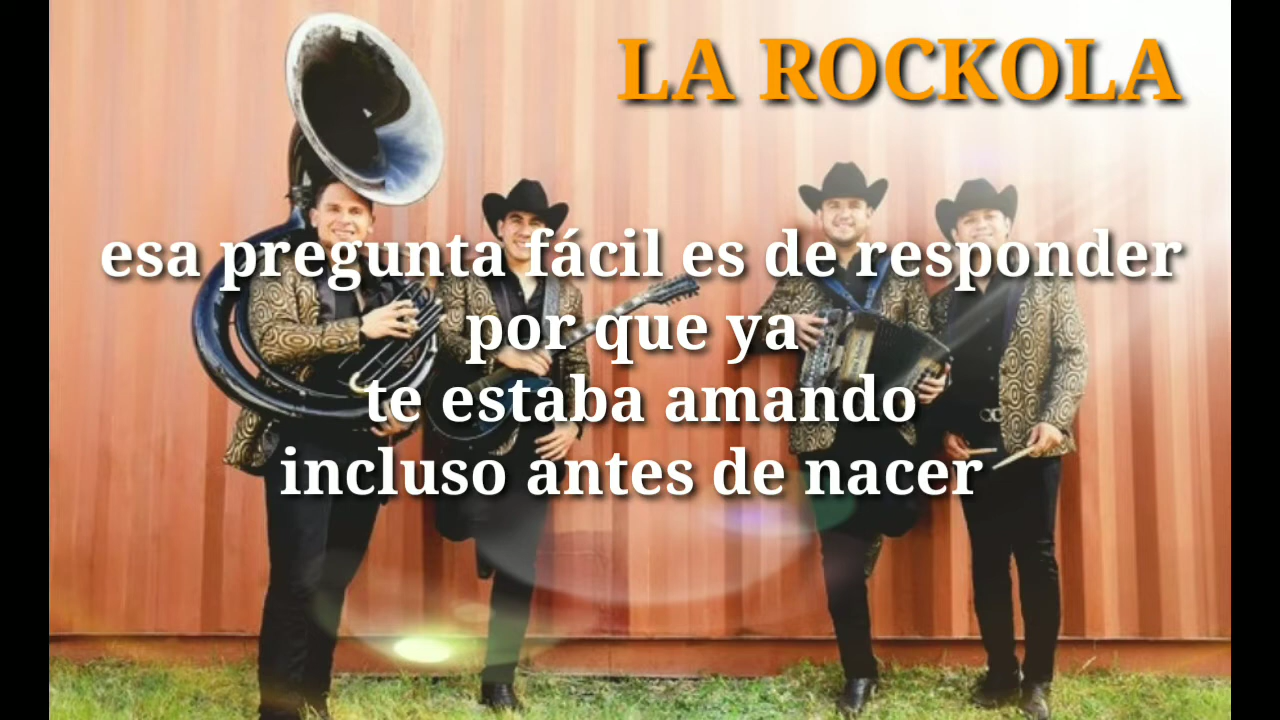 LA ROCKOLA
esa pregunta fácil es de responder
por que ya
te estaba amando
incluso antes de nacer